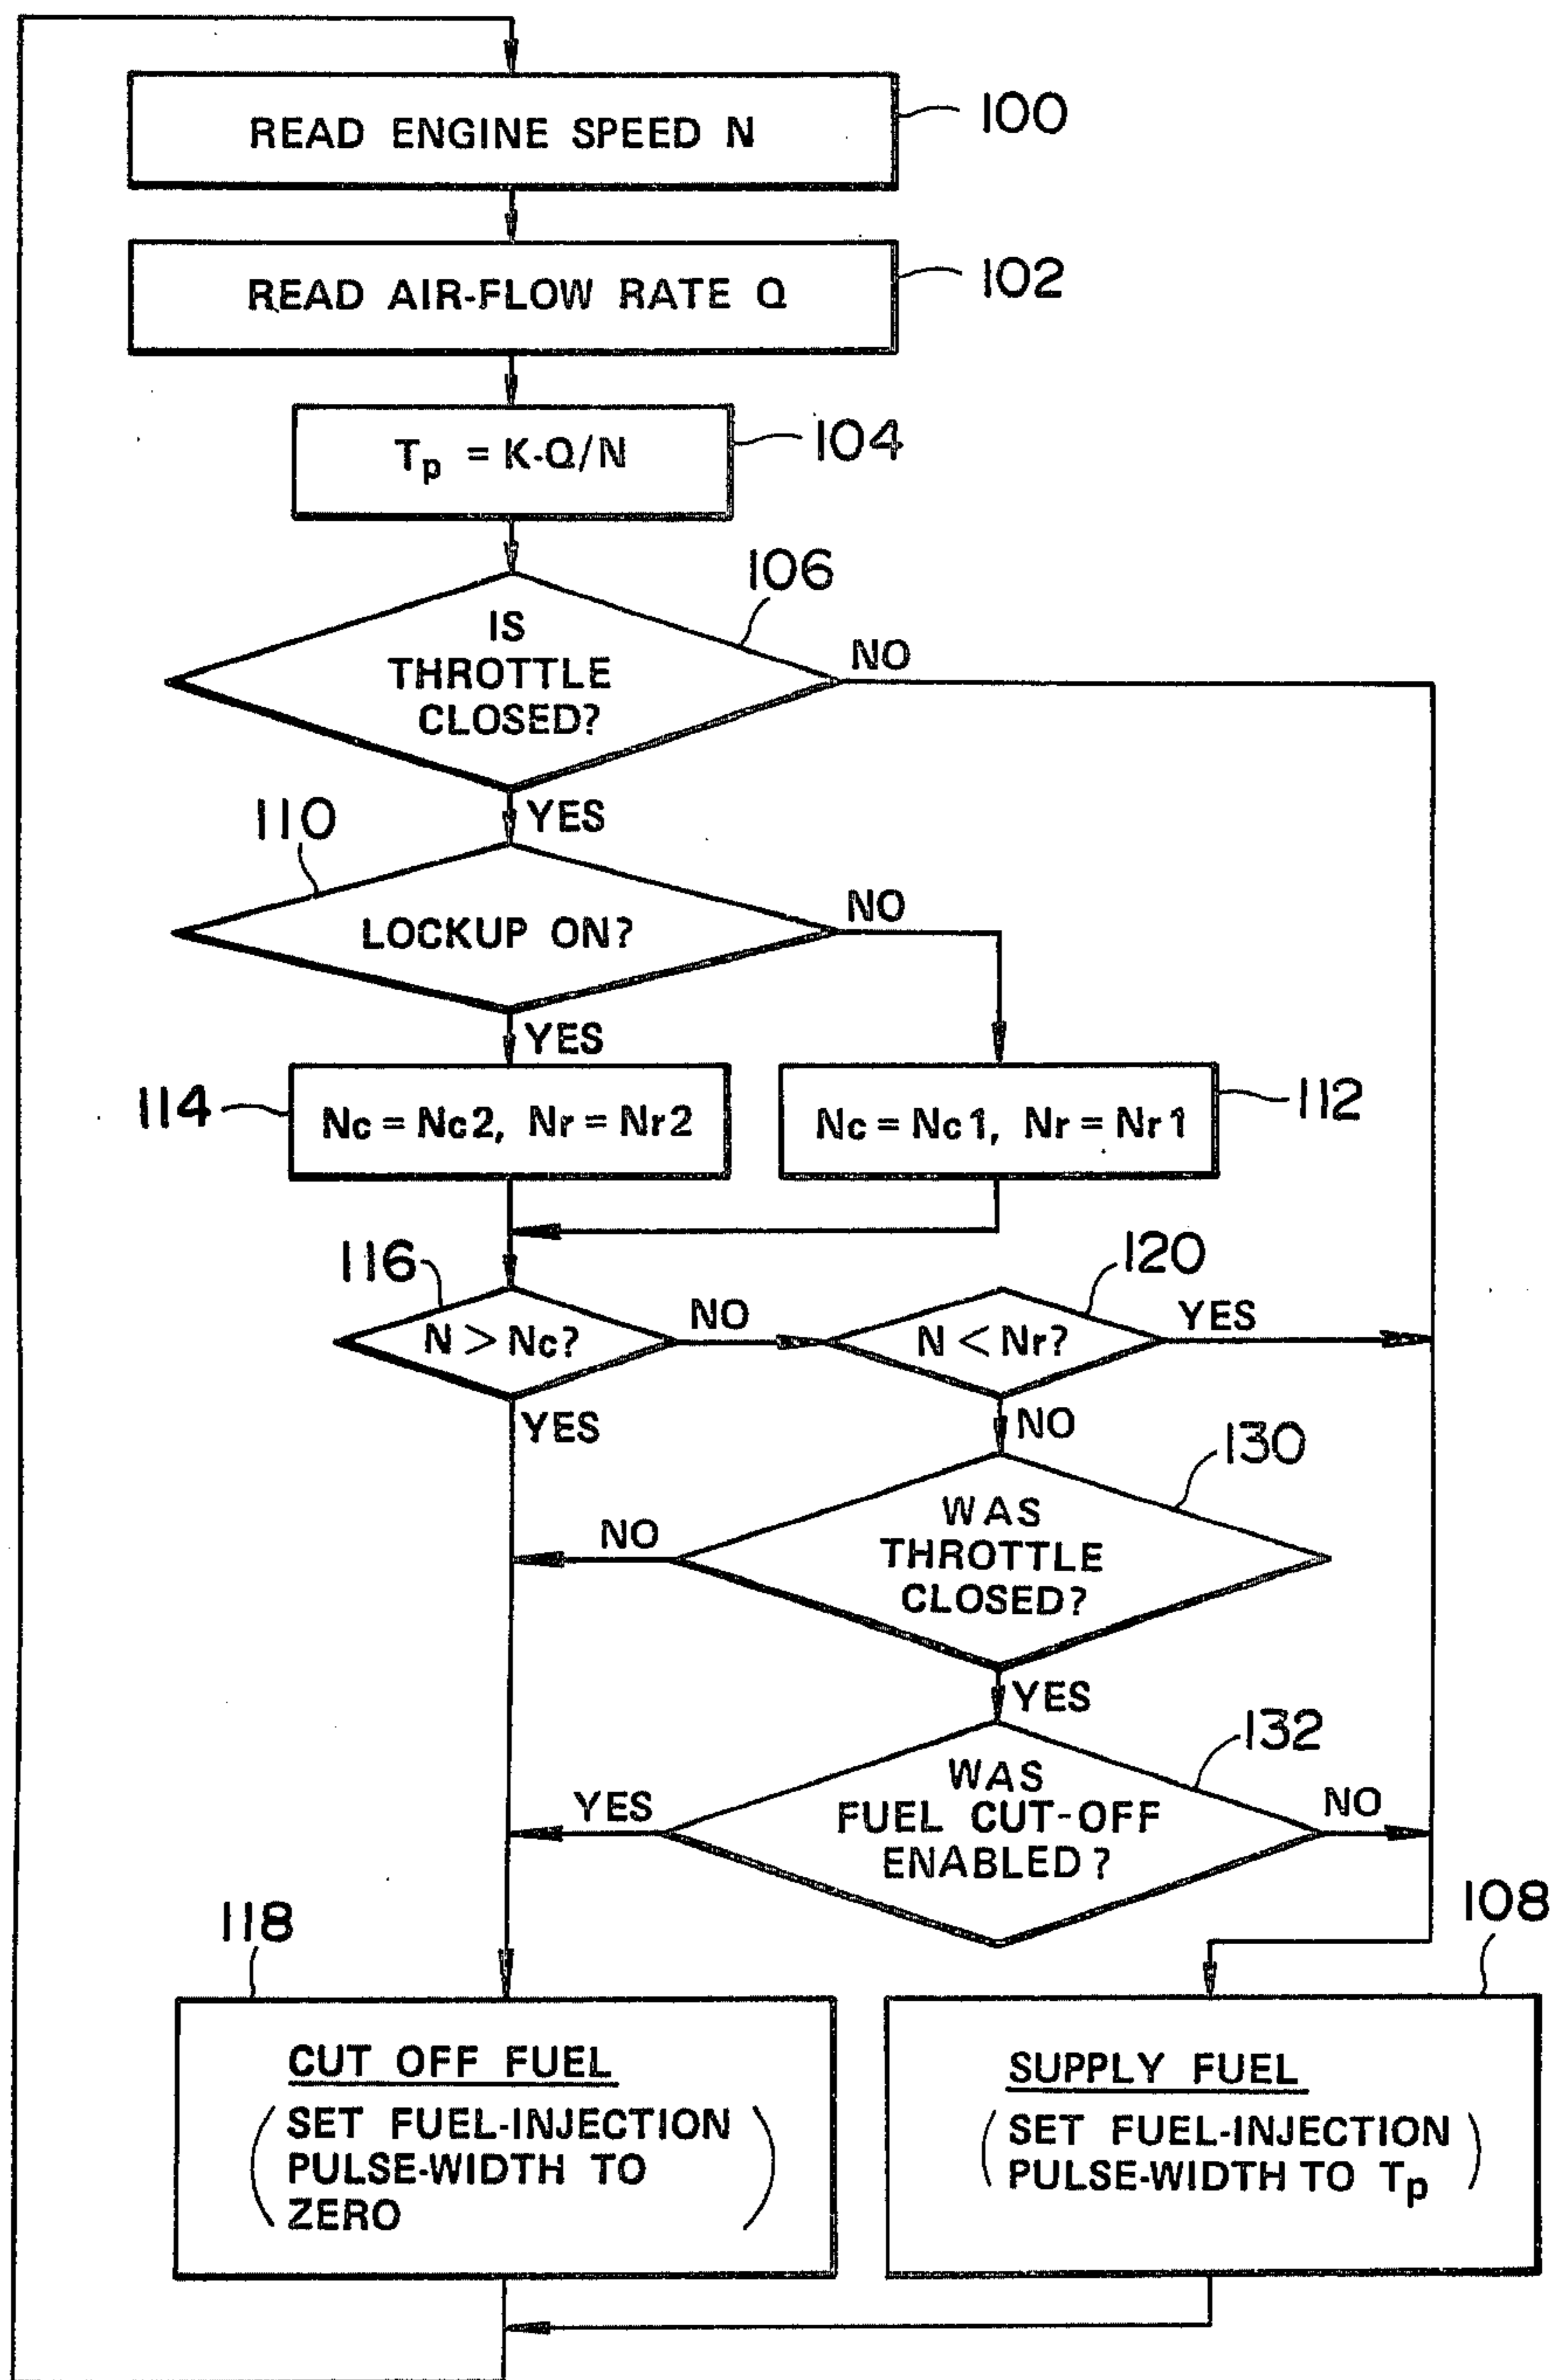 READ ENGINE SPEED N
100
READ AIR-FLOW RATE Q
102
Tp = K-Q/N
104
106
IS
THROTTLE
CLOSED?
NO
YES
110
LOCKUP ON?
NO
YES
114
Nc = Nc2, Nr = Nr2
Nc = Nc1, Nr = Nr1
112
116
N > Nc?
NO
120
N < Nr?
YES
YES
NO
130
WAS
THROTTLE
CLOSED?
NO
YES
132
WAS
FUEL CUT-OFF
ENABLED?
YES
NO
118
CUT OFF FUEL
(SET FUEL-INJECTION
PULSE-WIDTH TO
ZERO)
108
SUPPLY FUEL
(SET FUEL-INJECTION
PULSE-WIDTH TO Tp)